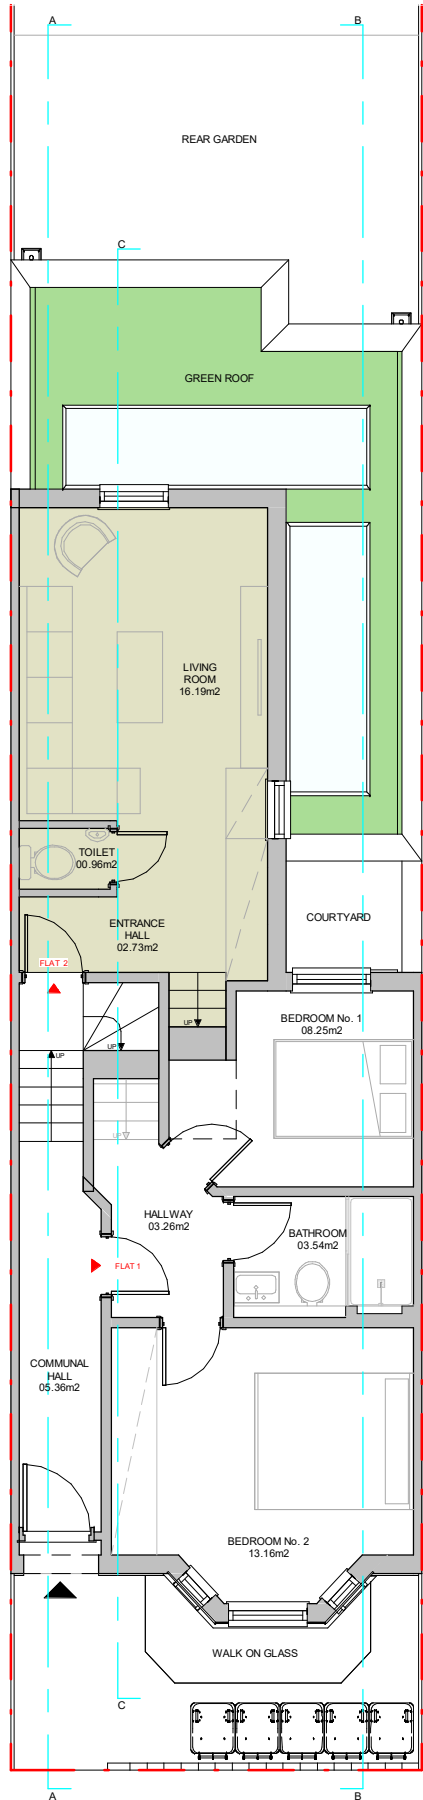 A
B
REAR GARDEN
C
GREEN ROOF
LIVING
ROOM
16.19m2
TOILET
00.96m2
ENTRANCE
HALL
02.73m2
COURTYARD
FLAT 2
UP
BEDROOM No. 1
08.25m2
UP
UP
UP
HALLWAY
03.26m2
BATHROOM
03.54m2
FLAT 1
COMMUNAL
HALL
05.36m2
BEDROOM No. 2
13.16m2
WALK ON GLASS
C
A
B